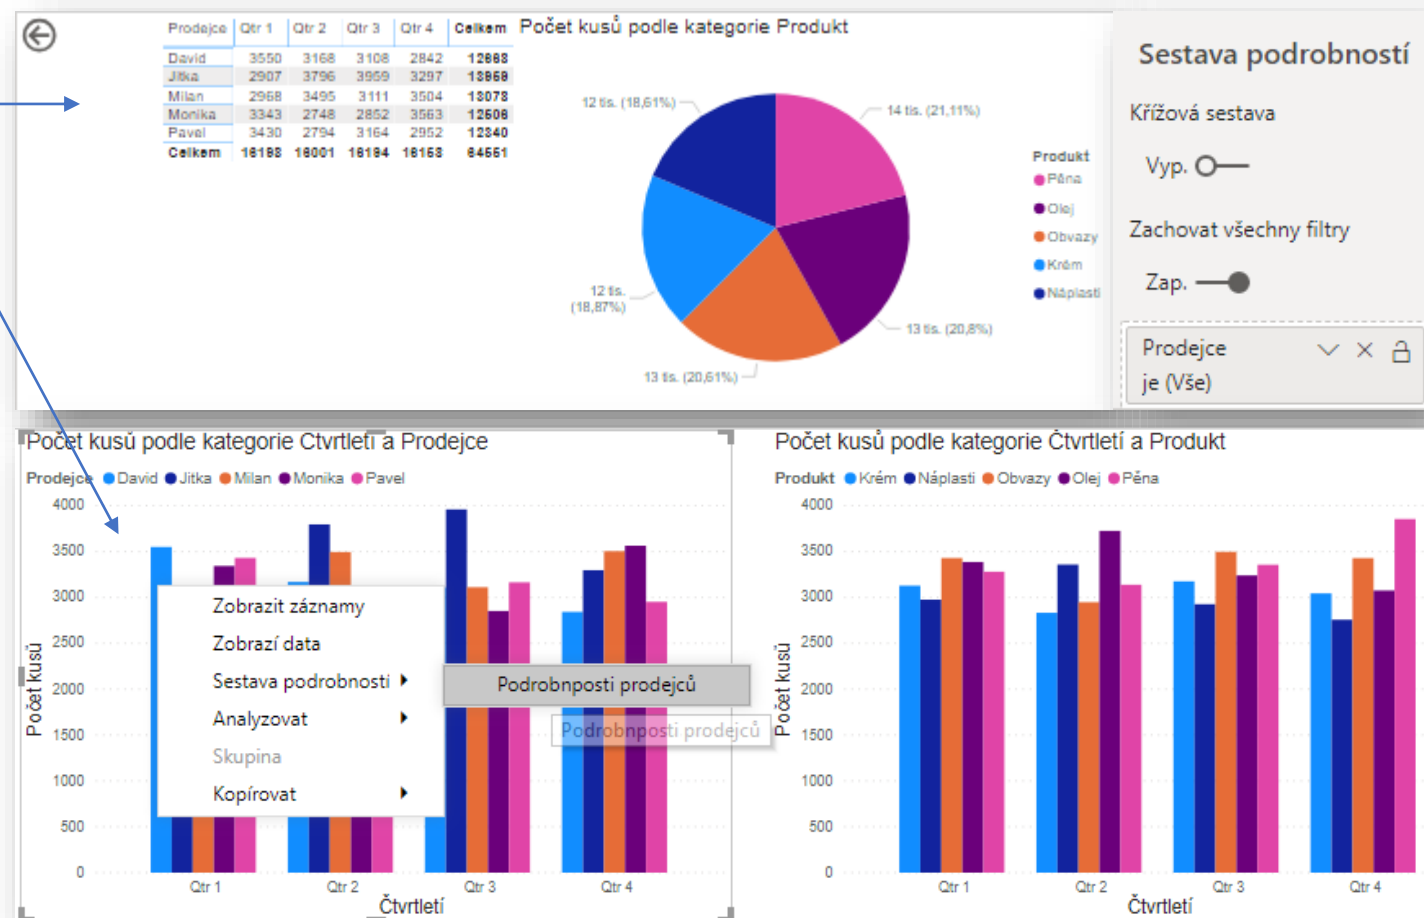 Prodejce Qtr 1 Qtr 2 Qtr 3 Qtr 4 Celkem
David 3550 3168 3108 2842 12668
Jitka 2907 3796 3959 3297 13959
Milan 2968 3495 3111 3504 13078
Monika 3343 2748 2852 3563 12506
Pavel 3430 2794 3164 2952 12340
Celkem 16198 16001 16194 16158 64551
Počet kusů podle kategorie Produkt
12 tis. (18,61%)
14 tis. (21,11%)
12 tis.
(18,87%)
13 tis. (20,8%)
13 tis. (20,61%)
Produkt
Pěna
Olej
Obvazy
Krém
Náplasti
Sestava podrobností
Křížová sestava
Vyp.
Zachovat všechny filtry
Zap.
Prodejce
je (Vše)
Počet kusů podle kategorie Čtvrtletí a Prodejce
Prodejce David Jitka Milan Monika Pavel
4000
3500
3000
2500
2000
1500
1000
500
0
Počet kusů
Qtr 1 Qtr 2 Qtr 3 Qtr 4
Čtvrtletí
Zobrazit záznamy
Zobrazí data
Sestava podrobností
Analyzovat
Skupina
Kopírovat
Podrobnposti prodejců
Podrobnposti prodejců
Počet kusů podle kategorie Čtvrtletí a Produkt
Produkt Krém Náplasti Obvazy Olej Pěna
4000
3500
3000
2500
2000
1500
1000
500
0
Počet kusů
Qtr 1 Qtr 2 Qtr 3 Qtr 4
Čtvrtletí